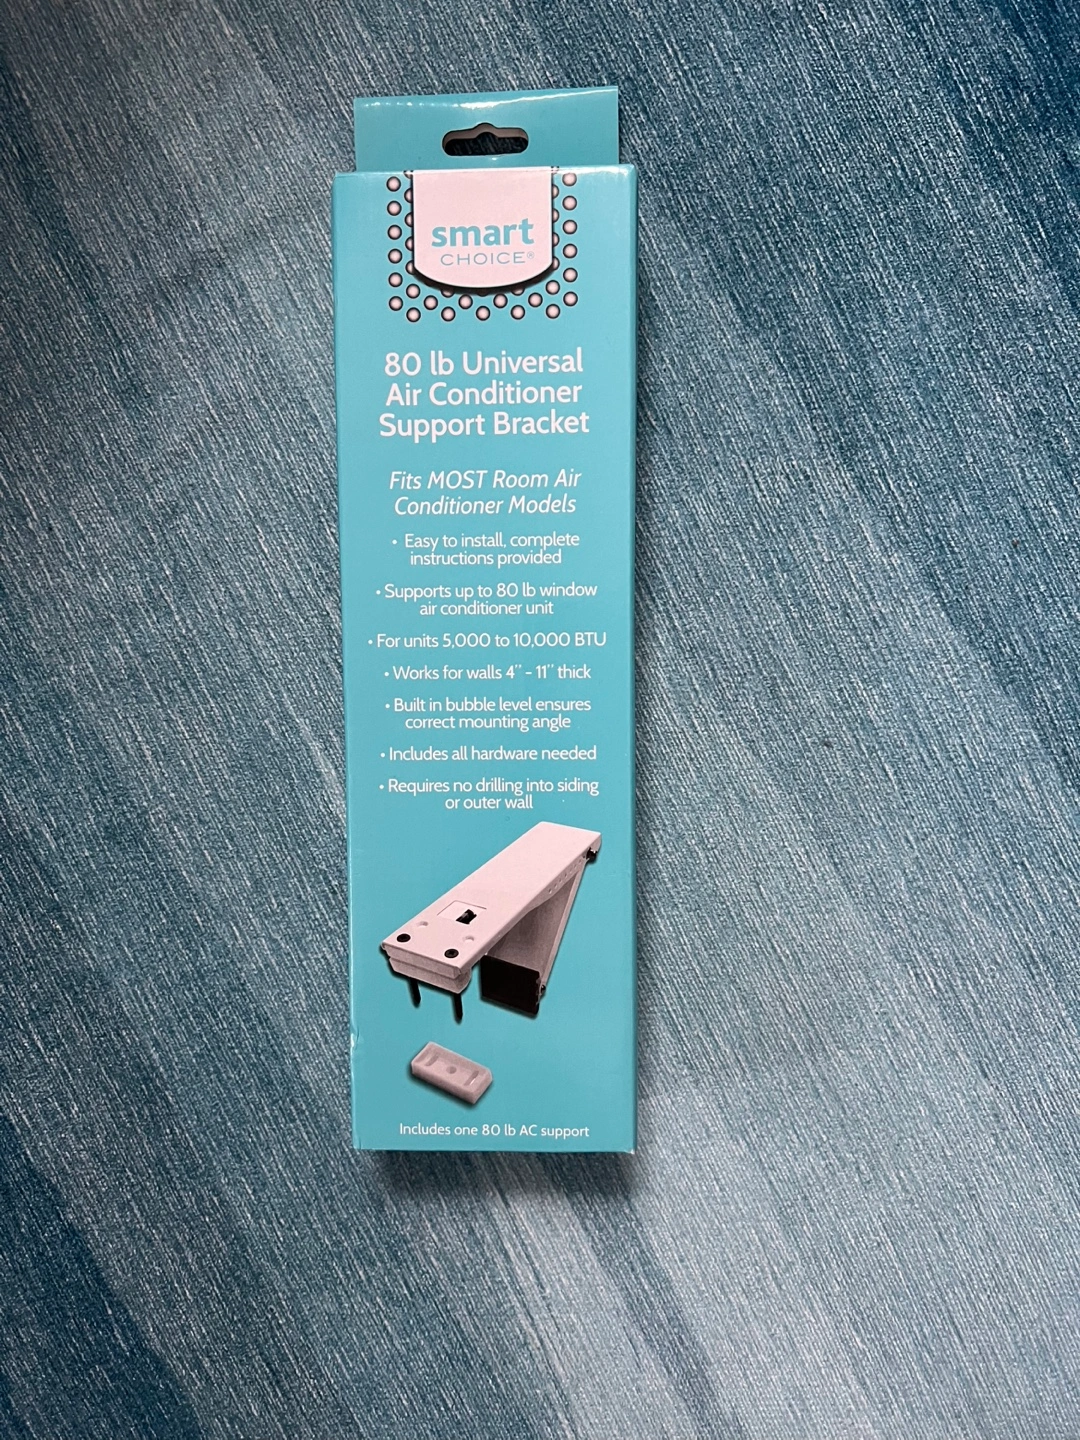 smart
CHOICE®
80 lb Universal
Air Conditioner
Support Bracket
Fits MOST Room Air
Conditioner Models
• Easy to install, complete
instructions provided
• Supports up to 80 lb window
air conditioner unit
• For units 5,000 to 10,000 BTU
• Works for walls 4” - 11” thick
• Built in bubble level ensures
correct mounting angle
• Includes all hardware needed
• Requires no drilling into siding
or outer wall
Includes one 80 lb AC support